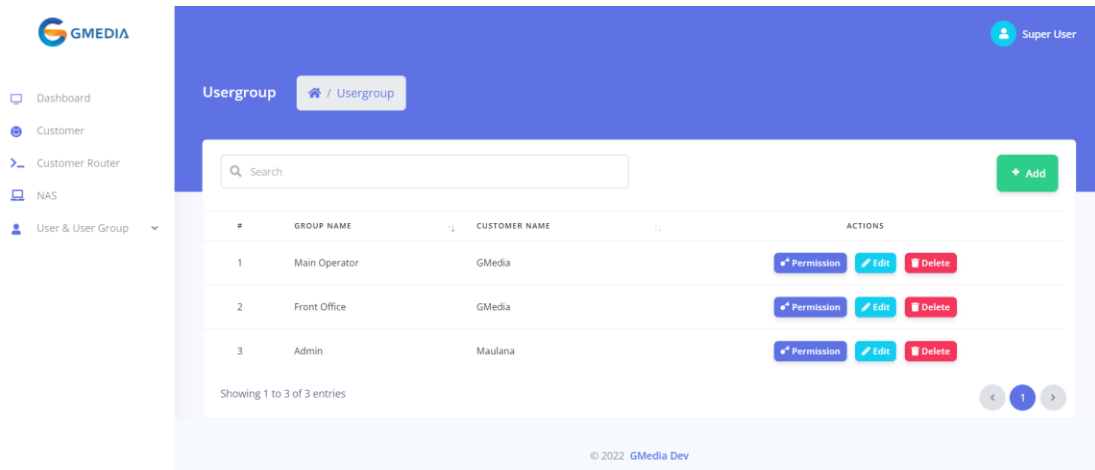 GMEDIA
Super User
Usergroup
/ Usergroup
Dashboard
Customer
Customer Router
NAS
User & User Group
Search
+ Add
# GROUP NAME CUSTOMER NAME ACTIONS
1 Main Operator GMedia Permission Edit Delete
2 Front Office GMedia Permission Edit Delete
3 Admin Maulana Permission Edit Delete
Showing 1 to 3 of 3 entries
< 1 >
© 2022 GMedia Dev